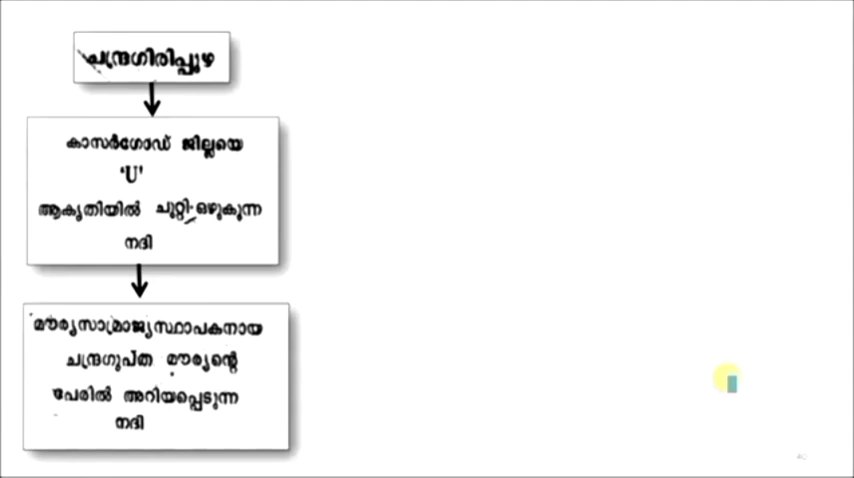 ചന്ദ്രഗിരിപ്പുഴ
കാസർഗോഡ് ജില്ലയെ
'U'
ആകൃതിയിൽ ചുറ്റി ഒഴുകുന്ന
നദി
മൗര്യസാമ്രാജ്യസ്ഥാപകനായ
ചന്ദ്രഗുപ്ത മൗര്യന്റെ
പേരിൽ അറിയപ്പെടുന്ന
നദി